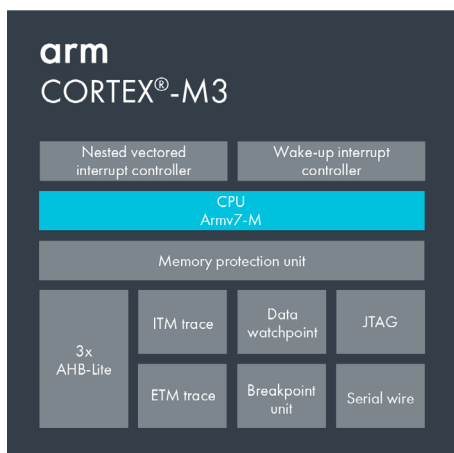 arm
CORTEX®-M3
Nested vectored
interrupt controller
Wake-up interrupt
controller
CPU
Armv7-M
Memory protection unit
3x
AHB-Lite
ITM trace
Data
watchpoint
JTAG
ETM trace
Breakpoint
unit
Serial wire